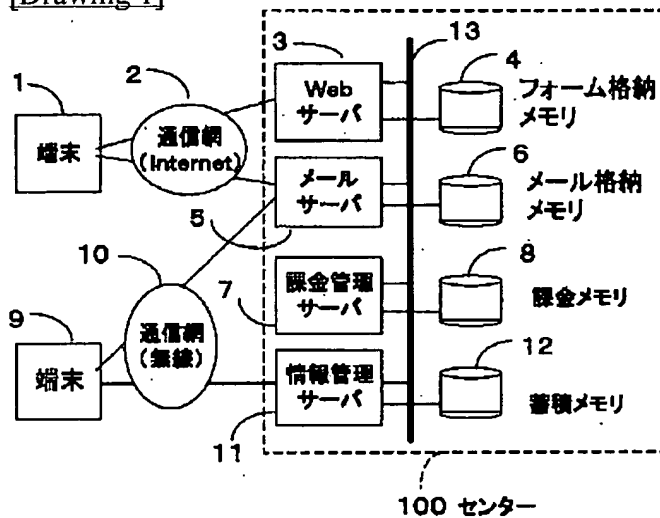 [Drawing 1]
3
13
2
4
1
Web
サーバ
フォーム格納
メモリ
端末
通信網
(Internet)
メール
サーバ
6
メール格納
メモリ
5
10
7
課金管理
サーバ
8
課金メモリ
9
通信網
(無線)
端末
情報管理
サーバ
12
蓄積メモリ
11
100 センター